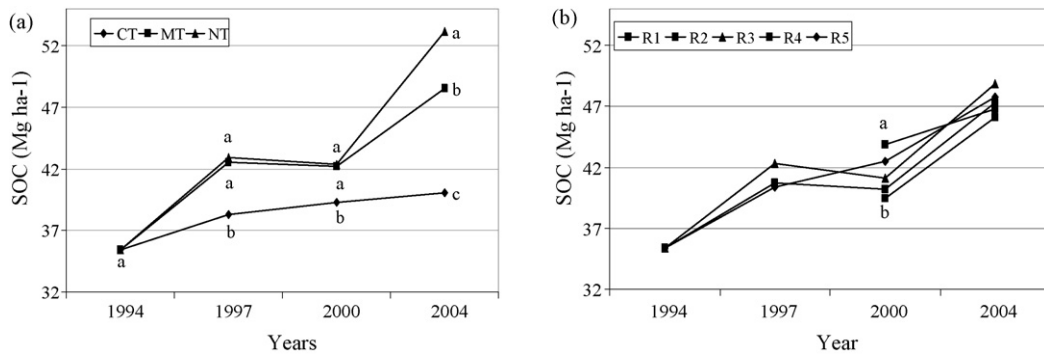 (a)
SOC (Mg ha-1)
CT MT NT
52
47
42
37
32
a
a
a
b
a
a
b
a
b
c
1994 1997 2000 2004
Years
(b)
SOC (Mg ha-1)
R1 R2 R3 R4 R5
52
47
42
37
32
a
b
1994 1997 2000 2004
Year